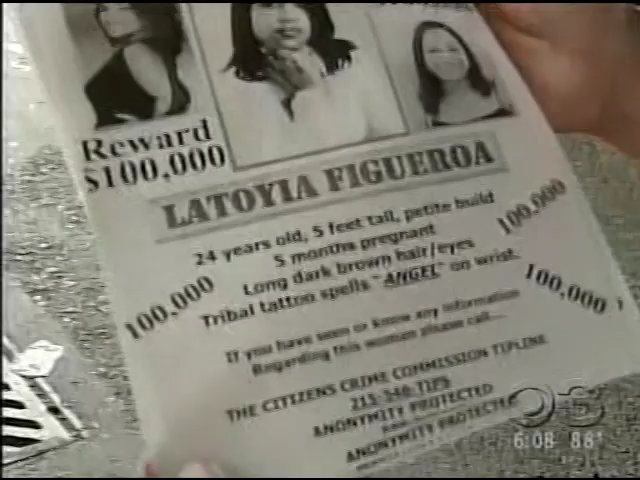 Reward
$100,000
LATOYIA FIGUEROA
24 years old, 5 feet tall, petite build
5 months pregnant
100,000
Long dark brown hair/eyes
100,000
Tribal tattoo spells "ANGEL" on wrist.
100,000
If you have seen or know any information
Regarding this woman please call...
THE CITIZENS CRIME COMMISSION TIPLINE
215-546-TIPS
ANONYMITY PROTECTED
ANONYMITY PROTECTED
6:08 88°